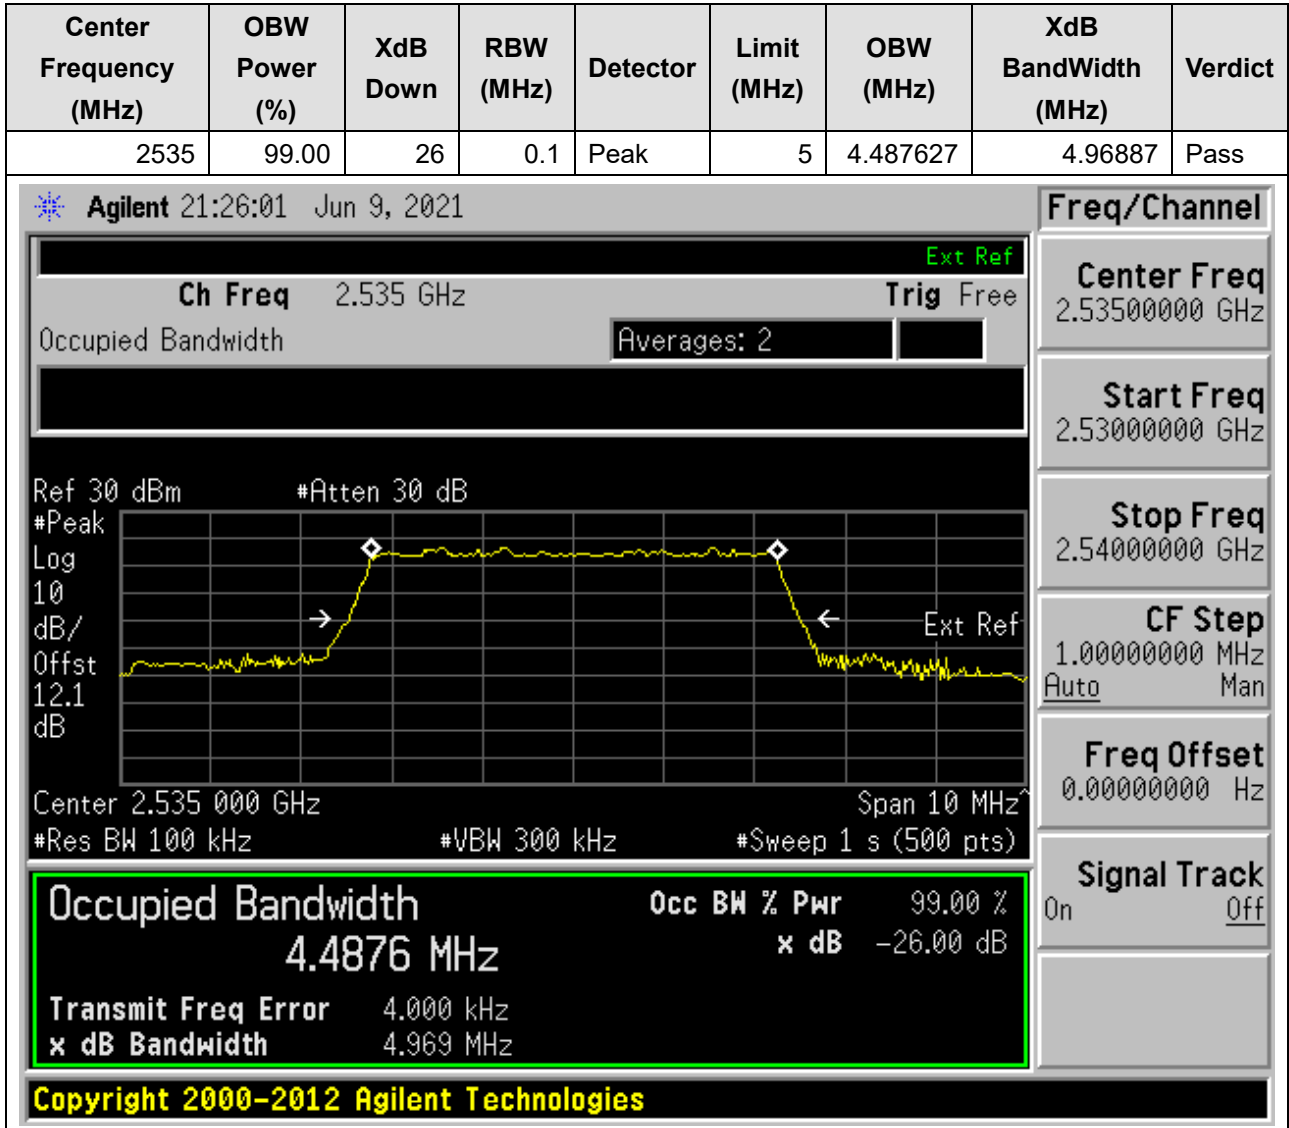 Center Frequency (MHz) OBW Power (%) XdB Down RBW (MHz) Detector Limit (MHz) OBW (MHz) XdB BandWidth (MHz) Verdict
2535 99.00 26 0.1 Peak 5 4.487627 4.96887 Pass
Agilent 21:26:01 Jun 9, 2021
Ext Ref
Ch Freq 2.535 GHz Trig Free
Occupied Bandwidth Averages: 2
Ref 30 dBm #Atten 30 dB
#Peak
Log
10
dB/
Offst
12.1
dB
Ext Ref
Center 2.535 000 GHz Span 10 MHz^
#Res BW 100 kHz #VBW 300 kHz #Sweep 1 s (500 pts)
Occupied Bandwidth Occ BW % Pwr 99.00 %
4.4876 MHz x dB -26.00 dB
Transmit Freq Error 4.000 kHz
x dB Bandwidth 4.969 MHz
Copyright 2000-2012 Agilent Technologies
Freq/Channel
Center Freq
2.53500000 GHz
Start Freq
2.53000000 GHz
Stop Freq
2.54000000 GHz
CF Step
1.00000000 MHz
Auto Man
Freq Offset
0.00000000 Hz
Signal Track
On Off